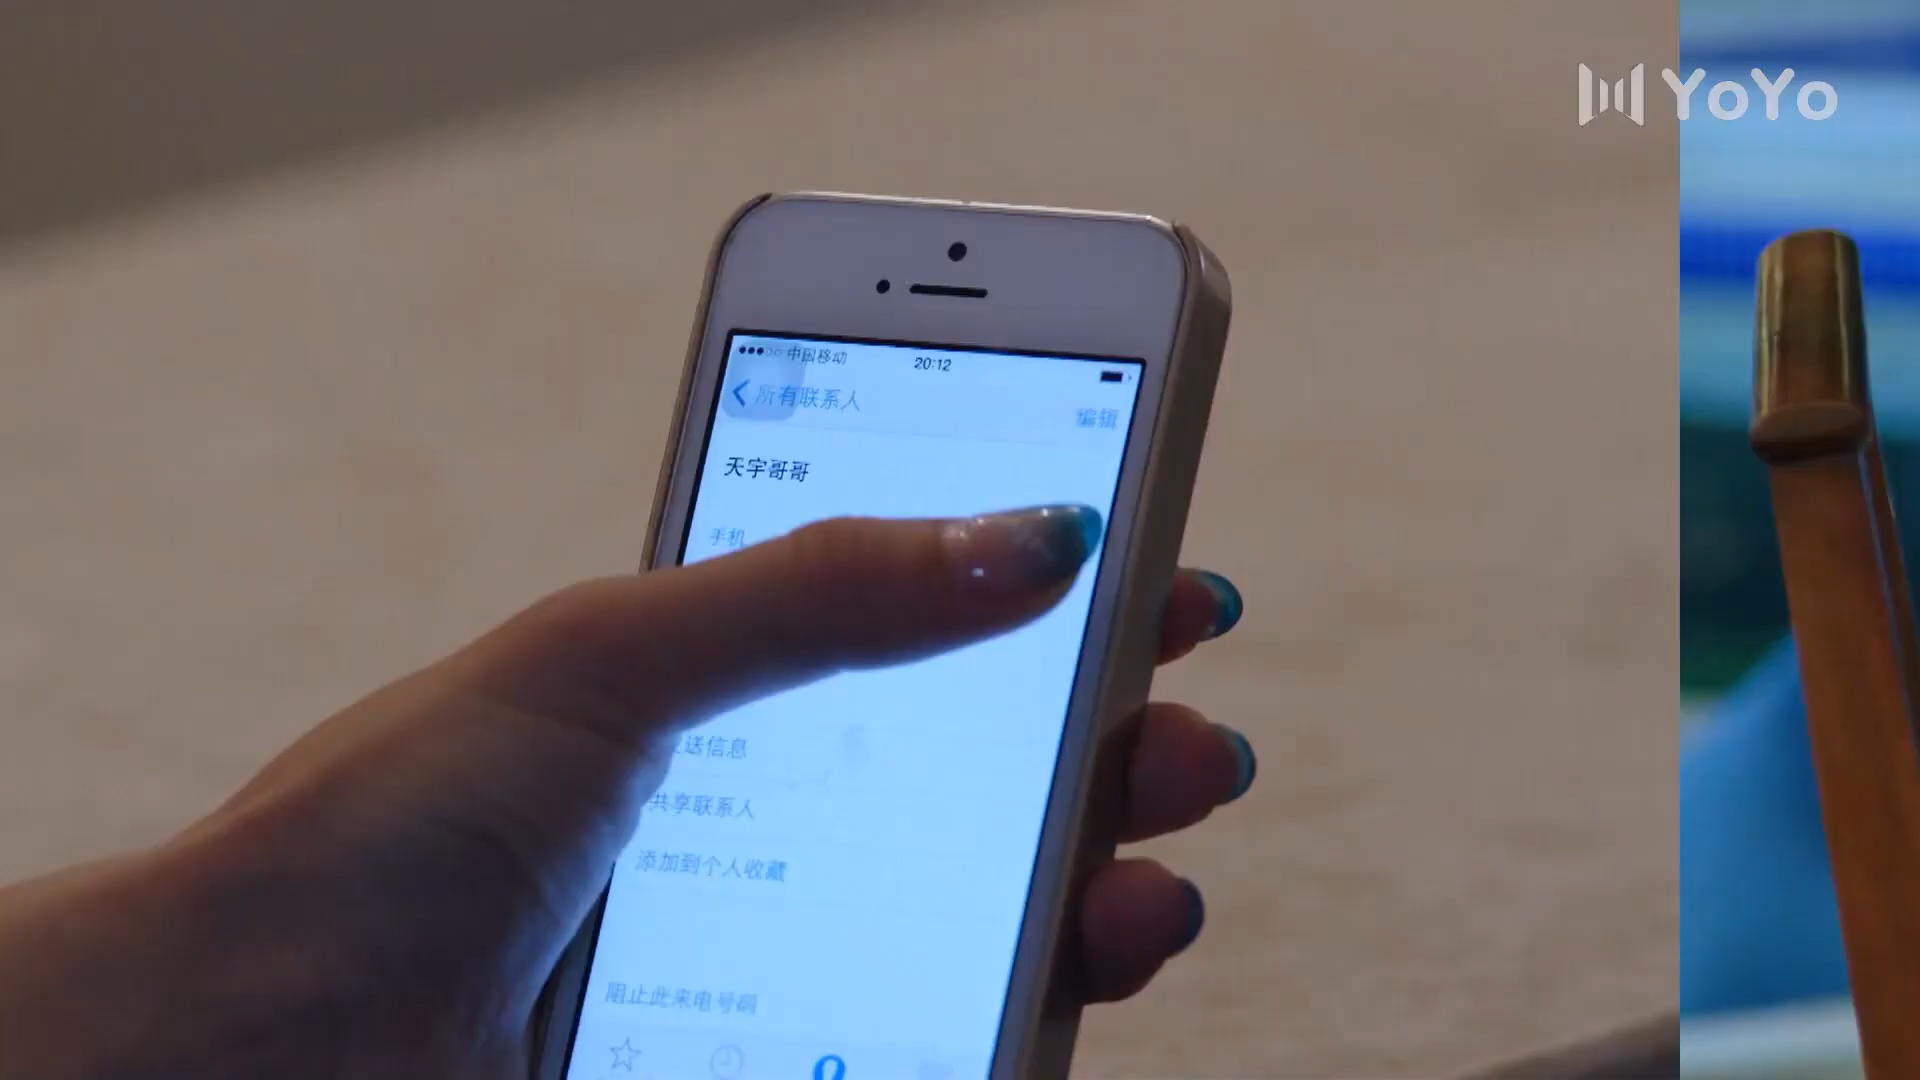 YoYo
中国移动
20:12
所有联系人
编辑
天宇哥哥
手机
送信息
共享联系人
添加到个人收藏
阻止此来电号码